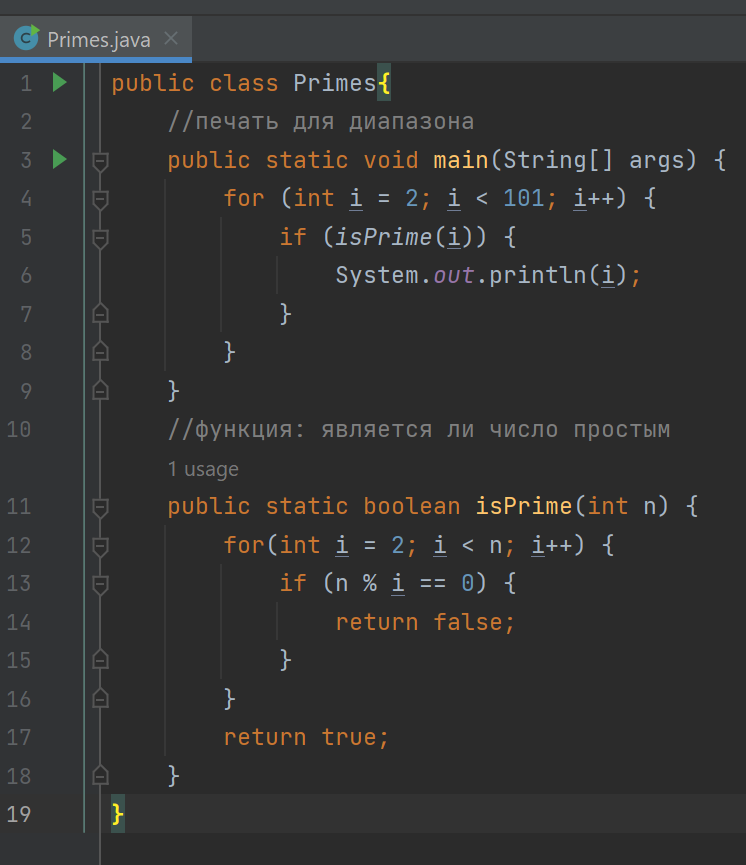 Primes.java
1 public class Primes{
2 //печать для диапазона
3 public static void main(String[] args) {
4 for (int i = 2; i < 101; i++) {
5 if (isPrime(i)) {
6 System.out.println(i);
7 }
8 }
9 }
10 //функция: является ли число простым
1 usage
11 public static boolean isPrime(int n) {
12 for(int i = 2; i < n; i++) {
13 if (n % i == 0) {
14 return false;
15 }
16 }
17 return true;
18 }
19 }